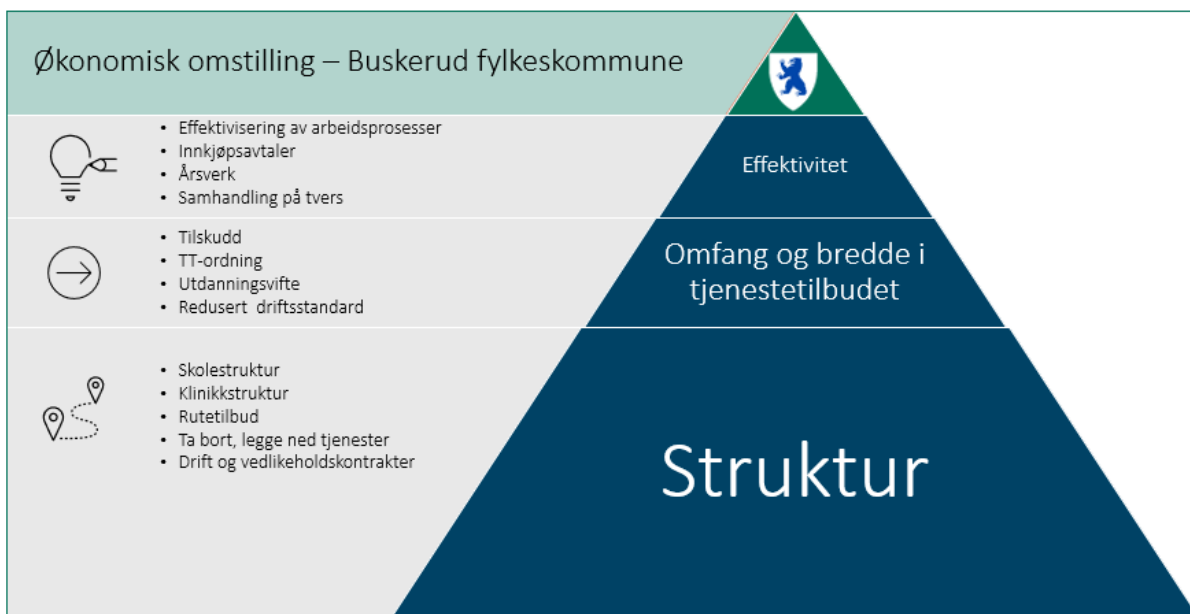 Økonomisk omstilling – Buskerud fylkeskommune
• Effektivisering av arbeidsprosesser
• Innkjøpsavtaler
• Årsverk
• Samhandling på tvers
Effektivitet
• Tilskudd
• TT-ordning
• Utdanningsvifte
• Redusert driftsstandard
Omfang og bredde i
tjenestetilbudet
• Skolestruktur
• Klinikkstruktur
• Rutetilbud
• Ta bort, legge ned tjenester
• Drift og vedlikeholdskontrakter
Struktur